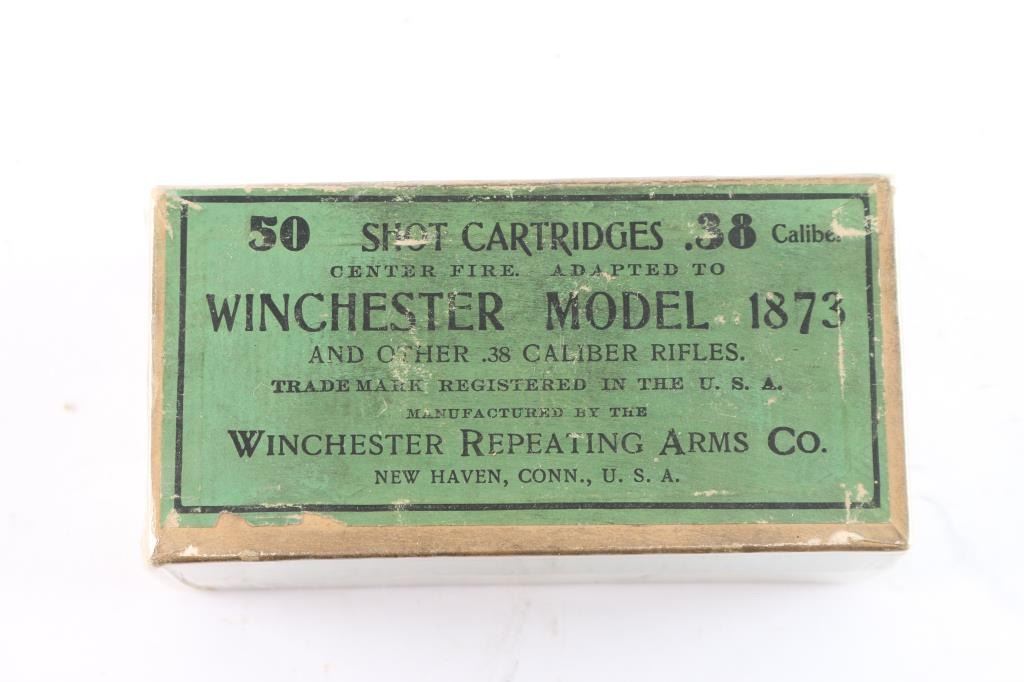 50 SHOT CARTRIDGES .38 Caliber
CENTER FIRE. ADAPTED TO
WINCHESTER MODEL 1873
AND OTHER .38 CALIBER RIFLES.
TRADE MARK REGISTERED IN THE U. S. A.
MANUFACTURED BY THE
WINCHESTER REPEATING ARMS CO.
NEW HAVEN, CONN., U. S. A.